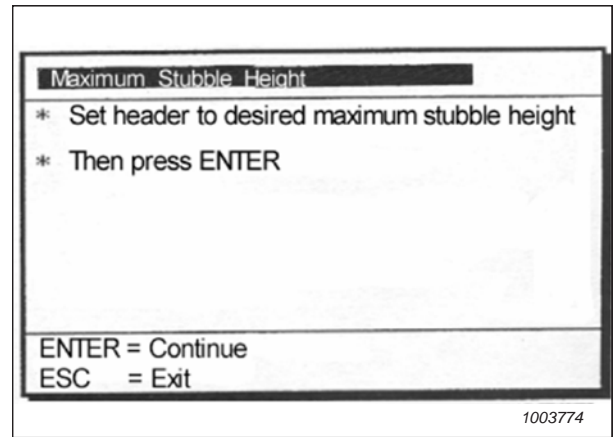 Maximum Stubble Height
* Set header to desired maximum stubble height
* Then press ENTER
ENTER = Continue
ESC = Exit
1003774